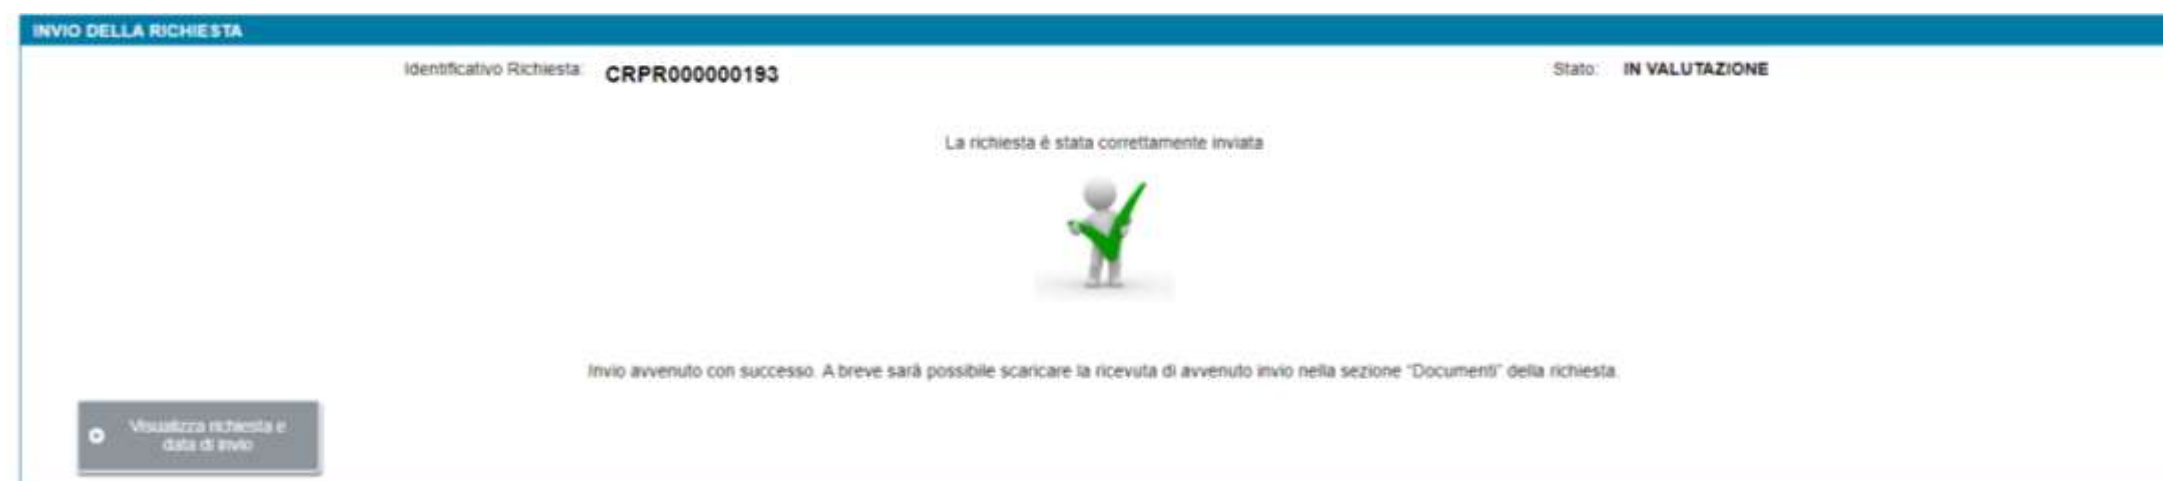 INVIO DELLA RICHIESTA
Identificativo Richiesta: CRPR000000193 Stato: IN VALUTAZIONE
La richiesta è stata correttamente inviata
Invio avvenuto con successo. A breve sarà possibile scaricare la ricevuta di avvenuto invio nella sezione "Documenti" della richiesta.
Visualizza richiesta e
data di invio